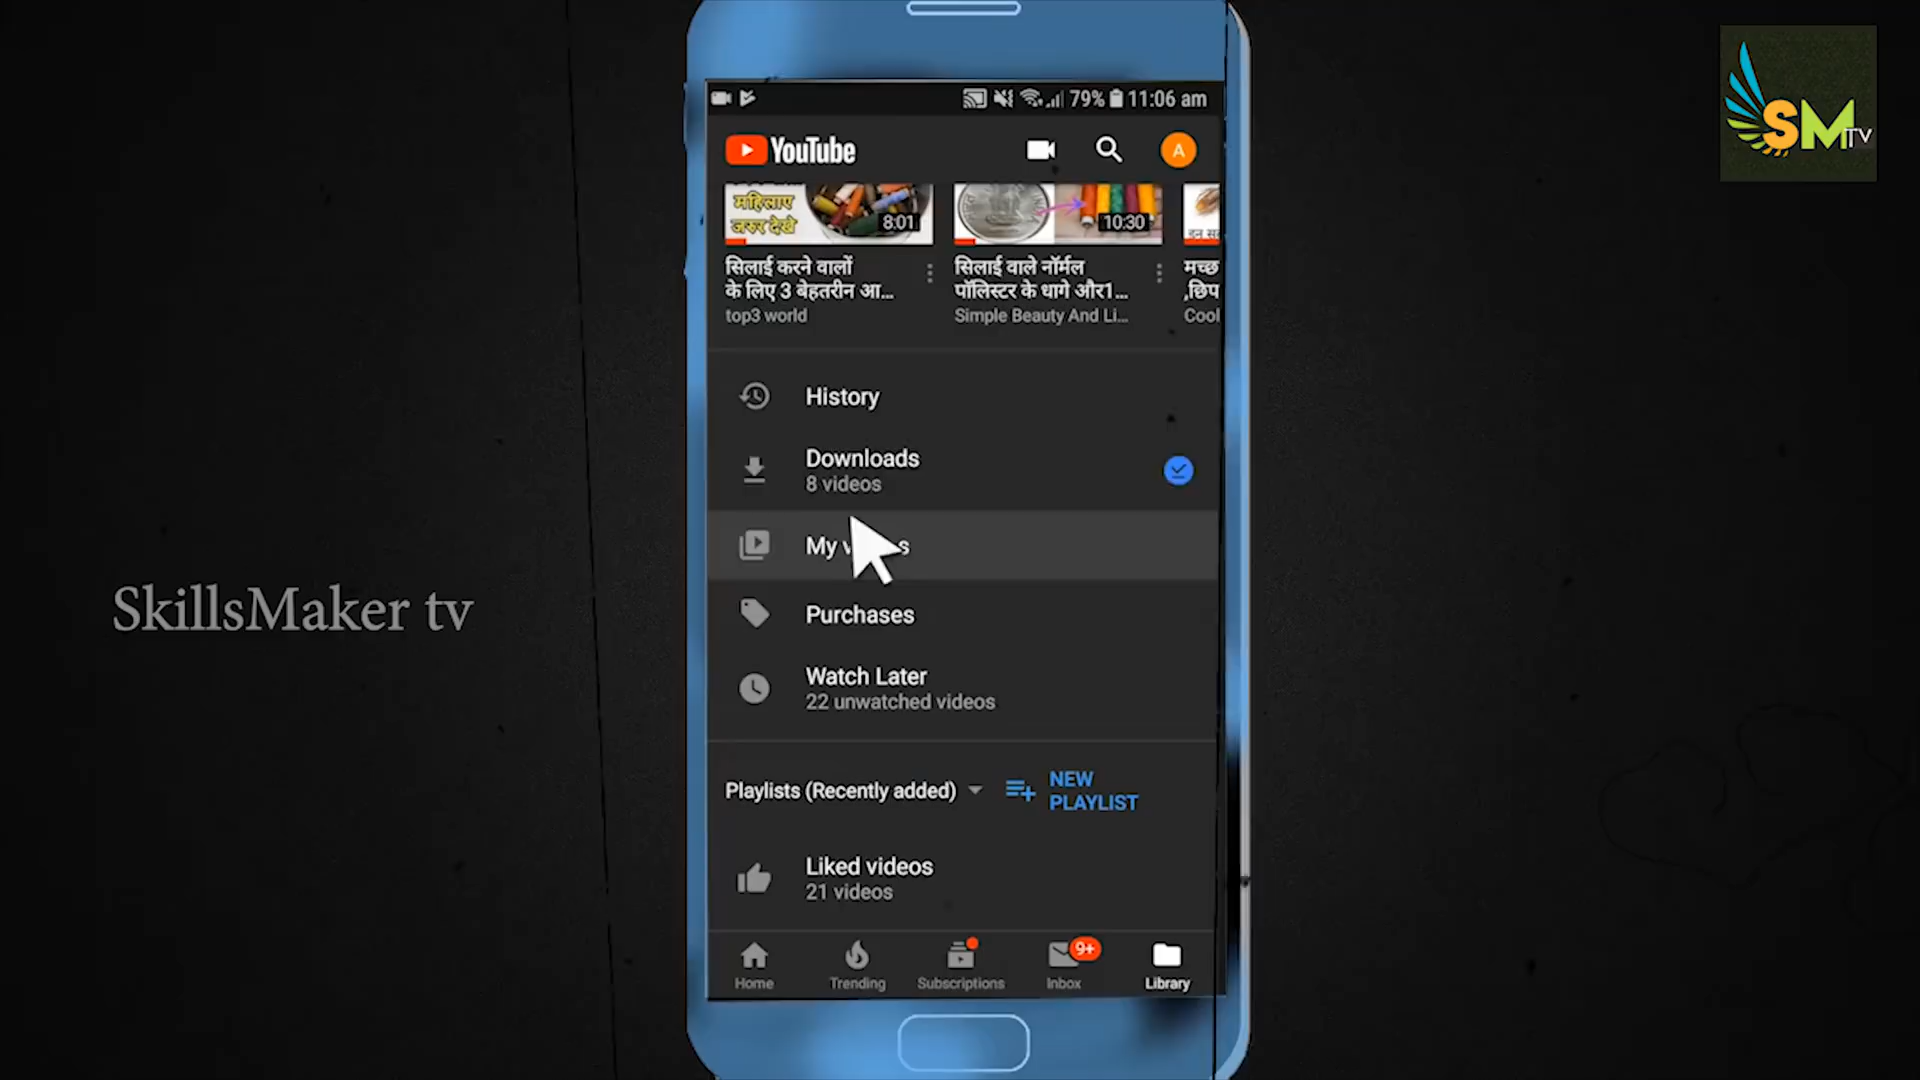 79% 11:06 am
SM TV
YouTube
A
महिलाए
जरुर देखे
8:01
10:30
सिलाई करने वालों
के लिए 3 बेहतरीन आ...
top3 world
सिलाई वाले नॉर्मल
पॉलिस्टर के धागे और1...
Simple Beauty And Li...
मच्छ
,छिप
Cool
History
Downloads
8 videos
My
Purchases
Watch Later
22 unwatched videos
SkillsMaker tv
Playlists (Recently added)
NEW
PLAYLIST
Liked videos
21 videos
9+
Home
Trending
Subscriptions
Inbox
Library